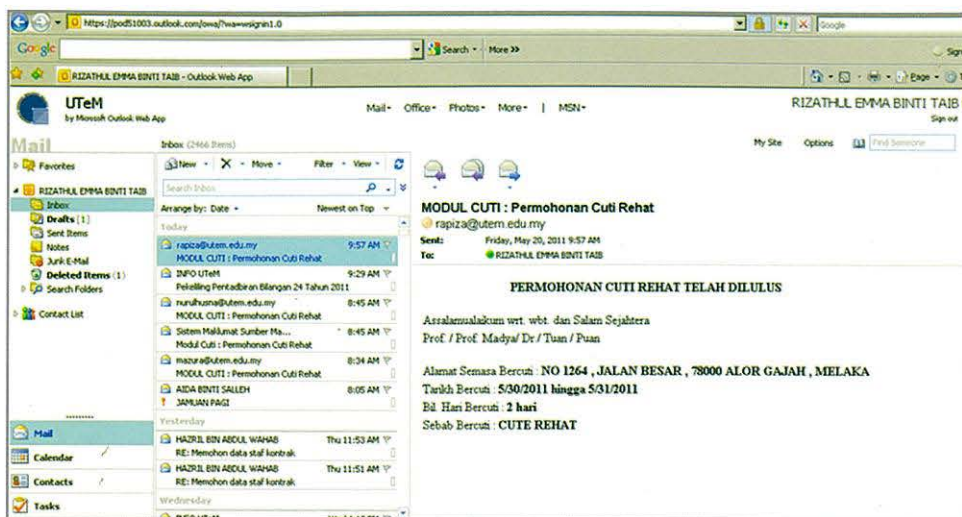 https://pod51003.outlook.com/owa/?wa=wsignin1.0
Google
Google
Search
More >>
Sign
RIZATHUL EMMA BINTI TAIB - Outlook Web App
Page
UTeM
by Microsoft Outlook Web App
Mail Office Photos More | MSN
RIZATHUL EMMA BINTI TAIB
Sign out
Mail
Inbox (2466 Items)
My Site Options Find Someone
Favorites
RIZATHUL EMMA BINTI TAIB
Inbox
Drafts [1]
Sent Items
Notes
Junk E-Mail
Deleted Items (1)
Search Folders
Contact List
Mail
Calendar
Contacts
Tasks
New Move Filter View
Search Inbox
Arrange by: Date Newest on Top
Today
rapiza@utem.edu.my 9:57 AM
MODUL CUTI : Permohonan Cuti Rehat
INFO UTeM 9:29 AM
Pekeliling Pentadbiran Bilangan 24 Tahun 2011
nurulhusna@utem.edu.my 8:45 AM
MODUL CUTI : Permohonan Cuti Rehat
Sistem Maklumat Sumber Ma... 8:45 AM
Modul Cuti : Permohonan Cuti Rehat
mazura@utem.edu.my 8:34 AM
MODUL CUTI : Permohonan Cuti Rehat
AIDA BINTI SALLEH 8:05 AM
JAMUAN PAGI
Yesterday
HAZRIL BIN ABDUL WAHAB Thu 11:53 AM
RE: Memohon data staf kontrak
HAZRIL BIN ABDUL WAHAB Thu 11:51 AM
RE: Memohon data staf kontrak
Wednesday
MODUL CUTI : Permohonan Cuti Rehat
rapiza@utem.edu.my
Sent: Friday, May 20, 2011 9:57 AM
To: RIZATHUL EMMA BINTI TAIB
PERMOHONAN CUTI REHAT TELAH DILULUS
Assalamualaikum wrt. wbt. dan Salam Sejahtera
Prof. / Prof. Madya/ Dr / Tuan / Puan
Alamat Semasa Bercuti : NO 1264 , JALAN BESAR , 78000 ALOR GAJAH , MELAKA
Tarikh Bercuti : 5/30/2011 hingga 5/31/2011
Bil. Hari Bercuti : 2 hari
Sebab Bercuti : CUTE REHAT